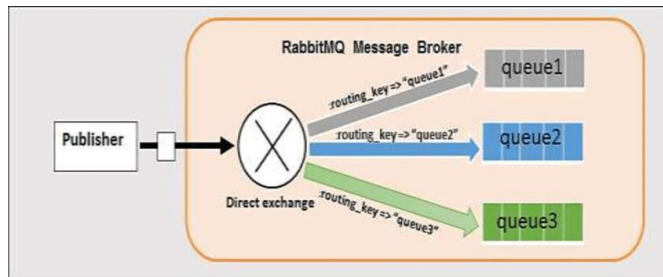 RabbitMQ Message Broker
queue1
:routing_key => "queue1"
Publisher
:routing_key => "queue2"
queue2
Direct exchange
:routing_key => "queue3"
queue3